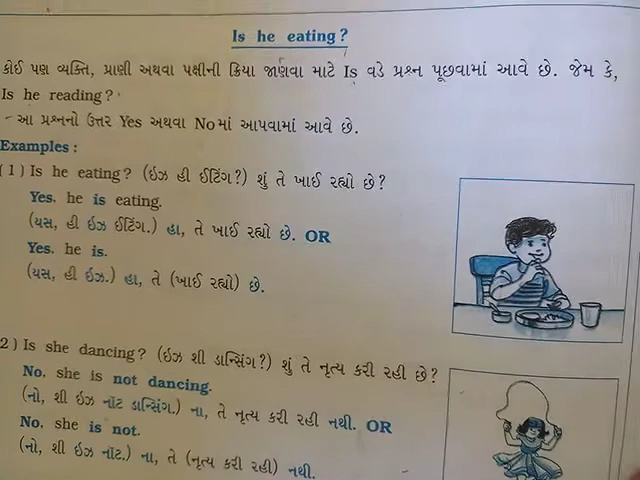 Is he eating?
કોઈ પણ વ્યક્તિ, પ્રાણી અથવા પક્ષીની ક્રિયા જાણવા માટે Is વડે પ્રશ્ન પૂછવામાં આવે છે. જેમ કે,
Is he reading?
- આ પ્રશ્નનો ઉત્તર Yes અથવા No માં આપવામાં આવે છે.
Examples :
(1) Is he eating? (ઇઝ હી ઈટિંગ?) શું તે ખાઈ રહ્યો છે?
Yes. he is eating.
(યસ, હી ઇઝ ઈટિંગ.) હા, તે ખાઈ રહ્યો છે. OR
Yes. he is.
(યસ, હી ઇઝ.) હા, તે (ખાઈ રહ્યો) છે.
2) Is she dancing? (ઇઝ શી ડાન્સિંગ?) શું તે નૃત્ય કરી રહી છે?
No. she is not dancing.
(નો, શી ઇઝ નૉટ ડાન્સિંગ.) ના, તે નૃત્ય કરી રહી નથી. OR
No. she is not.
(નો, શી ઇઝ નૉટ.) ના, તે (નૃત્ય કરી રહી) નથી.